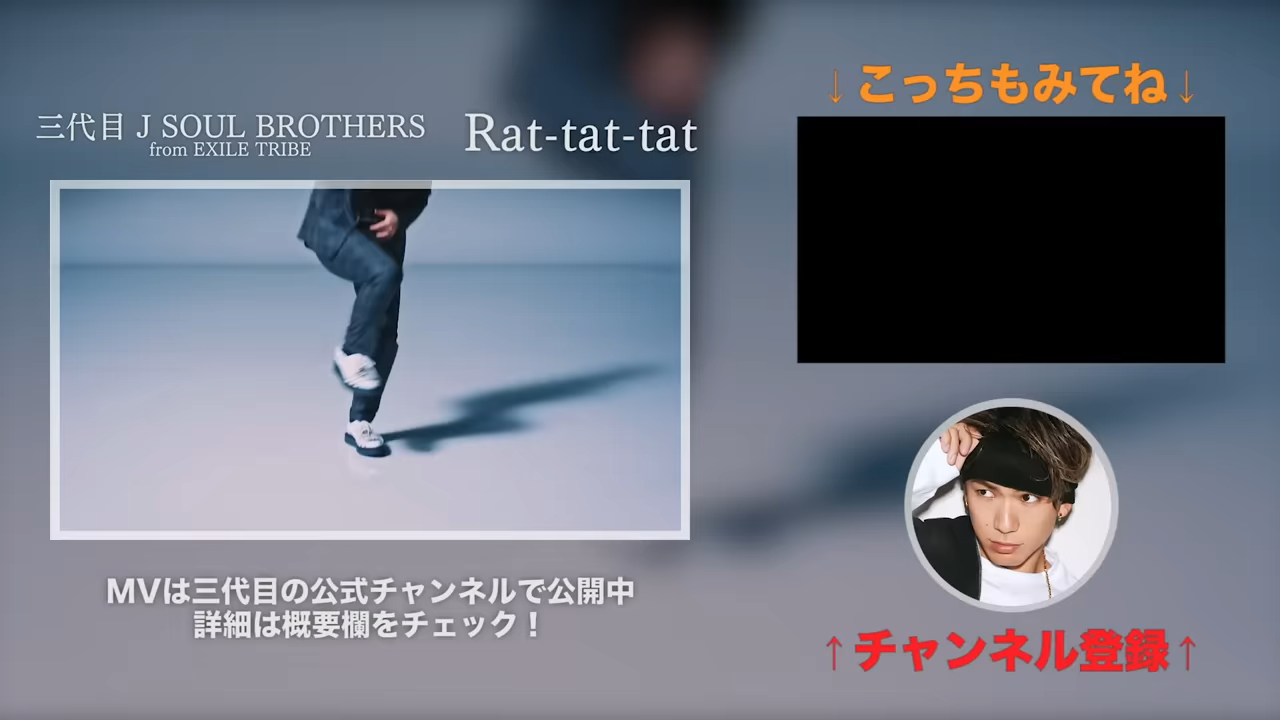 三代目 J SOUL BROTHERS
from EXILE TRIBE
Rat-tat-tat
MVは三代目の公式チャンネルで公開中
詳細は概要欄をチェック！
↓こっちもみてね↓
↑チャンネル登録↑